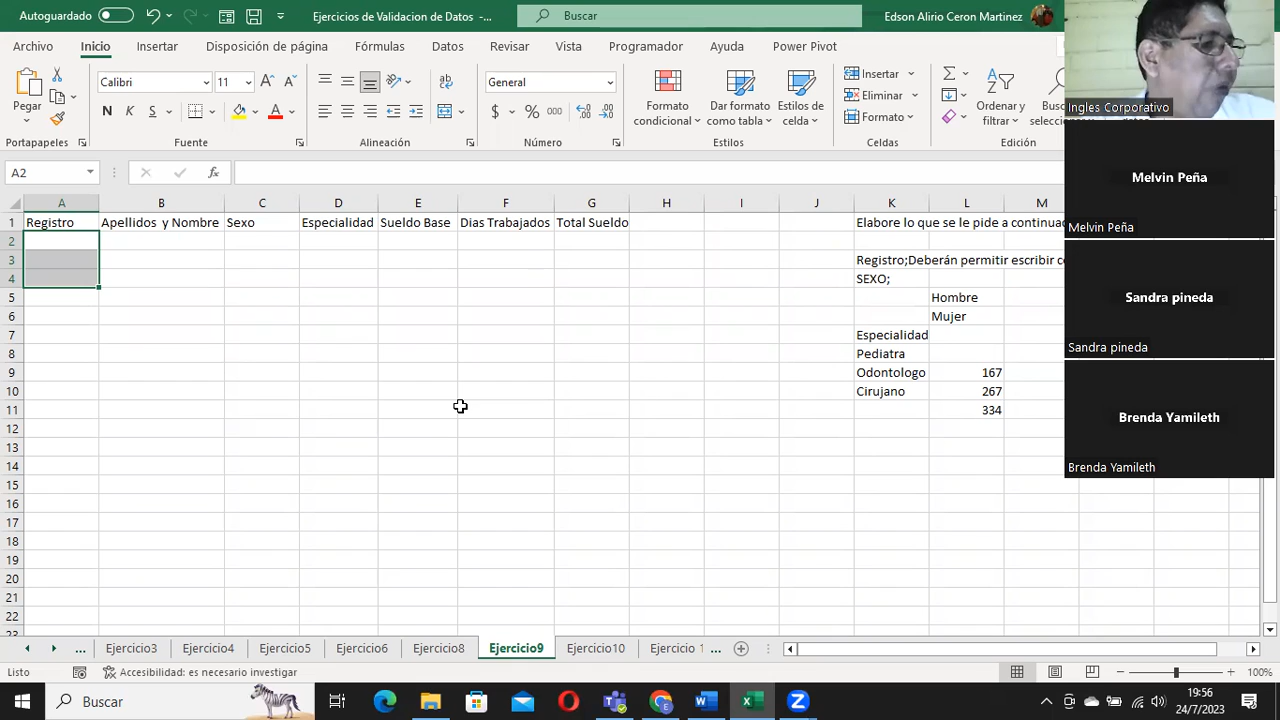 Autoguardado
Ejercicios de Validacion de Datos -...
Buscar
Edson Alirio Ceron Martinez
Archivo Inicio Insertar Disposición de página Fórmulas Datos Revisar Vista Programador Ayuda Power Pivot
Pegar
Calibri 11
N K S
General
$ % 000
Formato condicional
Dar formato como tabla
Estilos de celda
Insertar
Eliminar
Formato
Ordenar y filtrar
Portapapeles Fuente Alineación Número Estilos Celdas Edición
A2
fx
A B C D E F G H I J K L M
1 Registro Apellidos y Nombre Sexo Especialidad Sueldo Base Dias Trabajados Total Sueldo Elabore lo que se le pide a
2
3 Registro;Deberán permitir escribir
4 SEXO;
5 Hombre
6 Mujer
7 Especialidad
8 Pediatra
9 Odontologo 167
10 Cirujano 267
11 334
12
13
14
15
16
17
18
19
20
21
22
23
... Ejercicio3 Ejercicio4 Ejercicio5 Ejercicio6 Ejercicio8 Ejercicio9 Ejercicio10 Ejercicio 1 ...
Listo
Accesibilidad: es necesario investigar
100%
Buscar
19:56
24/7/2023
Ingles Corporativo
Melvin Peña
Melvin Peña
Sandra pineda
Sandra pineda
Brenda Yamileth
Brenda Yamileth